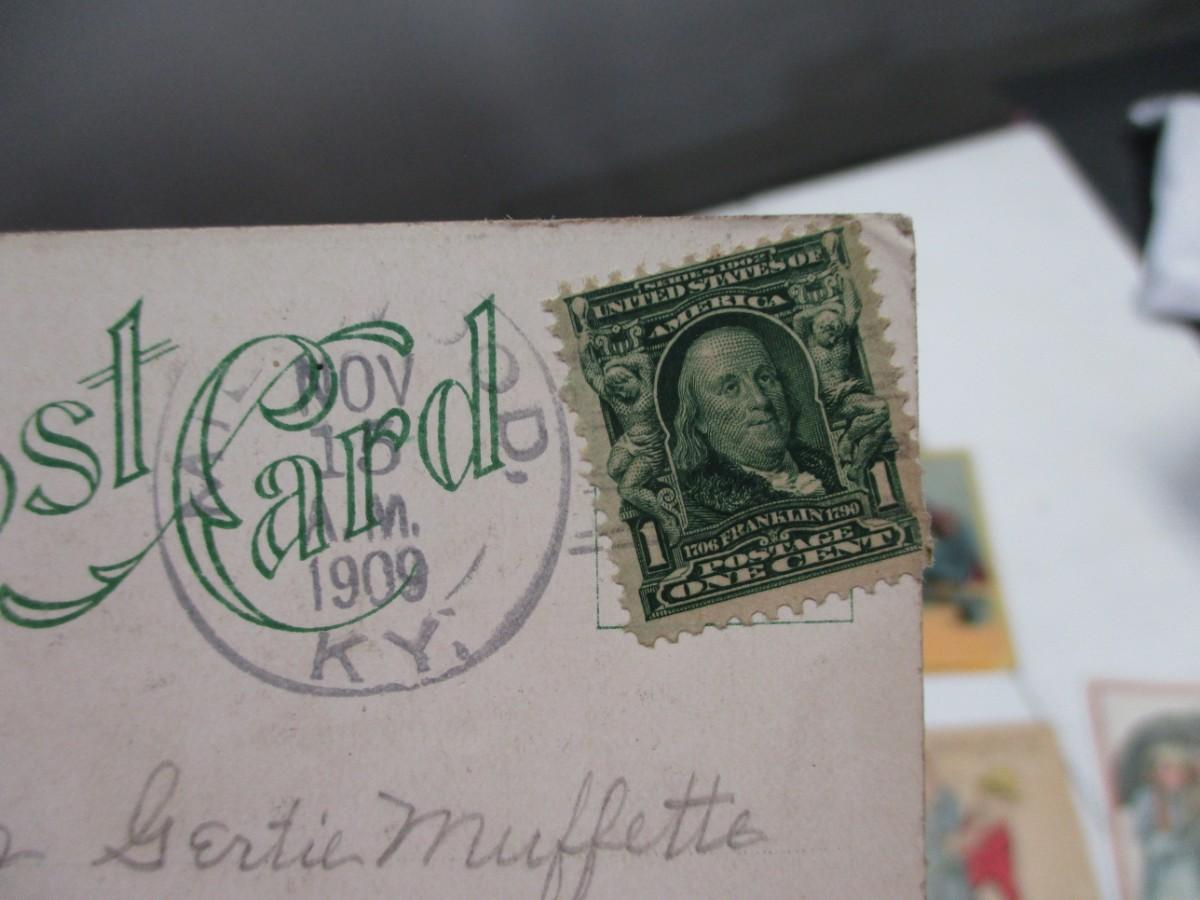 Post Card
NOV
15
A.M.
1909
KY.
SERIES 1902
UNITED STATES OF
AMERICA
1706 FRANKLIN 1790
1 1
POSTAGE
ONE CENT
Gertie Muffette